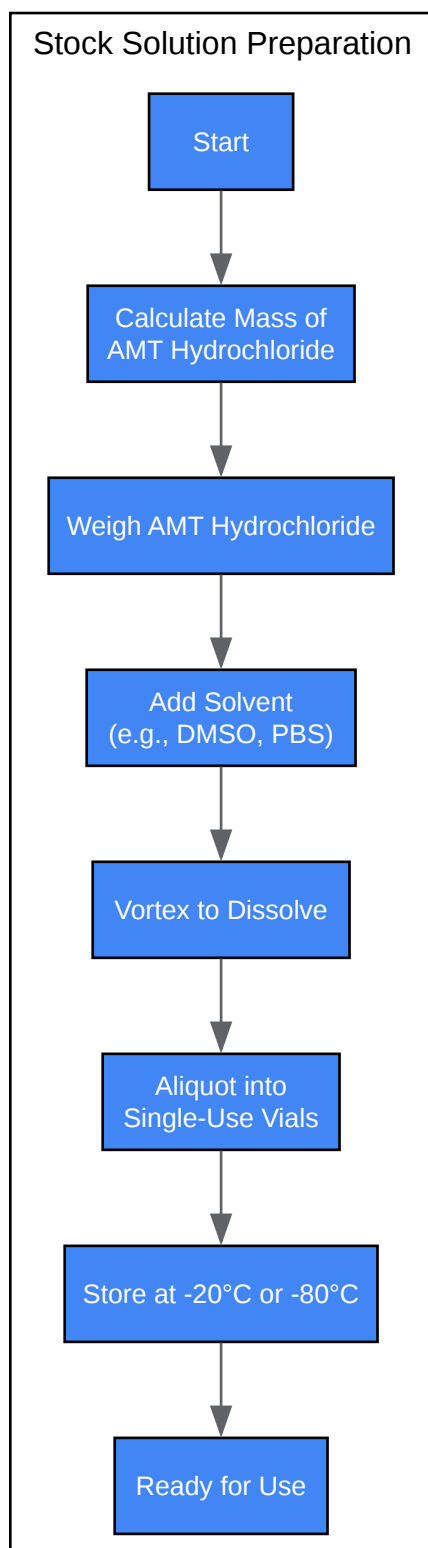 Stock Solution Preparation
Start
Calculate Mass of
AMT Hydrochloride
Weigh AMT Hydrochloride
Add Solvent
(e.g., DMSO, PBS)
Vortex to Dissolve
Aliquot into
Single-Use Vials
Store at -20°C or -80°C
Ready for Use